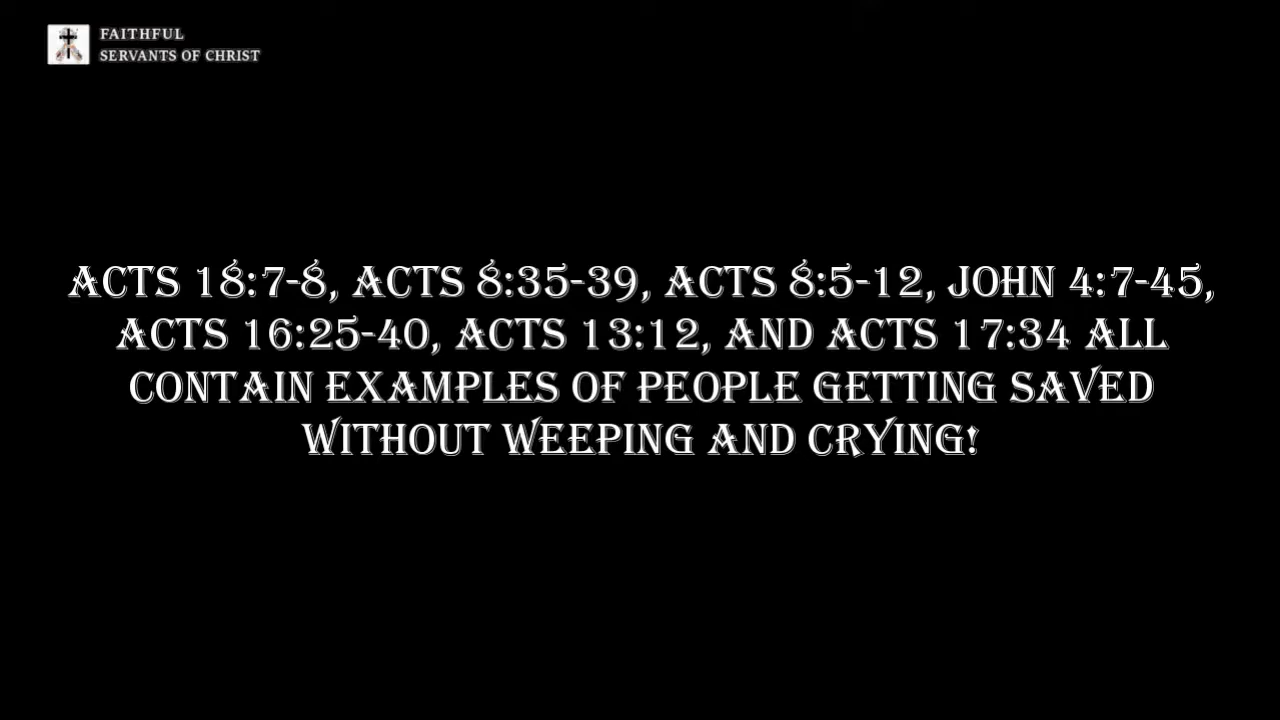 FAITHFUL
SERVANTS OF CHRIST
ACTS 18:7-8, ACTS 8:35-39, ACTS 8:5-12, JOHN 4:7-45,
ACTS 16:25-40, ACTS 13:12, AND ACTS 17:34 ALL
CONTAIN EXAMPLES OF PEOPLE GETTING SAVED
WITHOUT WEEPING AND CRYING!